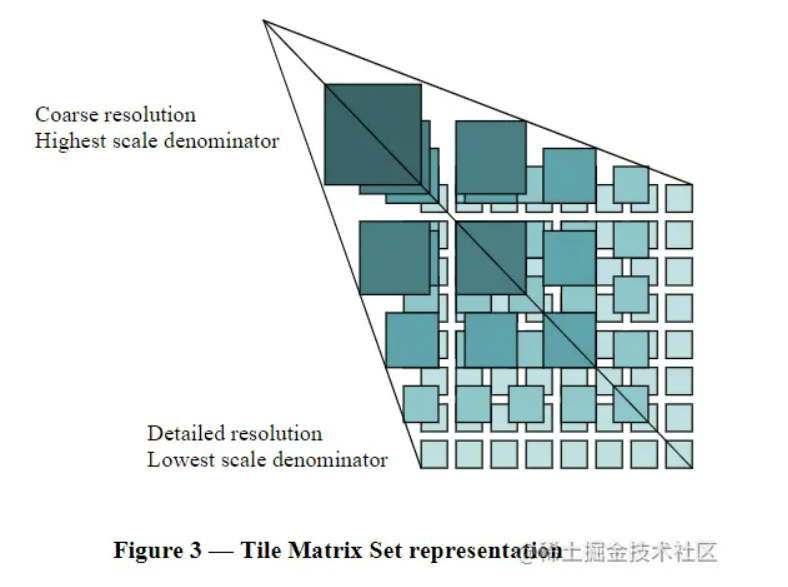 Coarse resolution
Highest scale denominator
Detailed resolution
Lowest scale denominator
Figure 3 — Tile Matrix Set representation
@稀土掘金技术社区